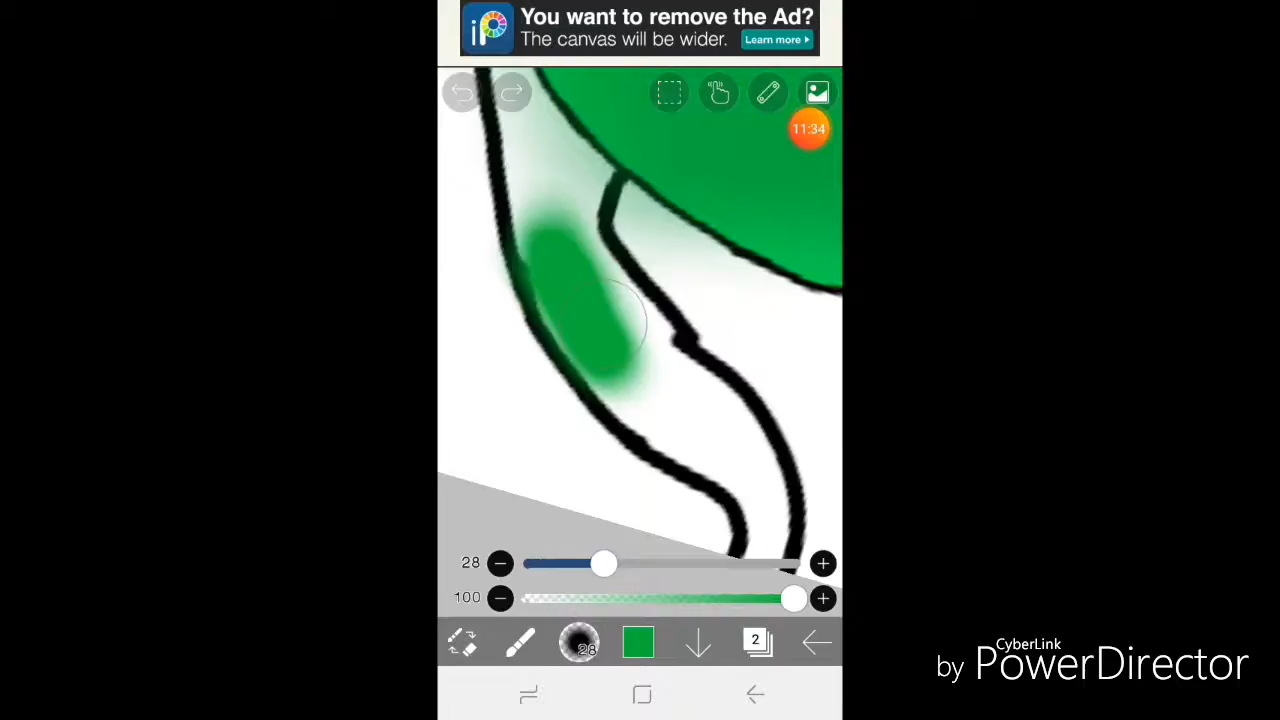 iP
You want to remove the Ad?
The canvas will be wider.
Learn more
11:34
28
100
28
2
CyberLink
by PowerDirector